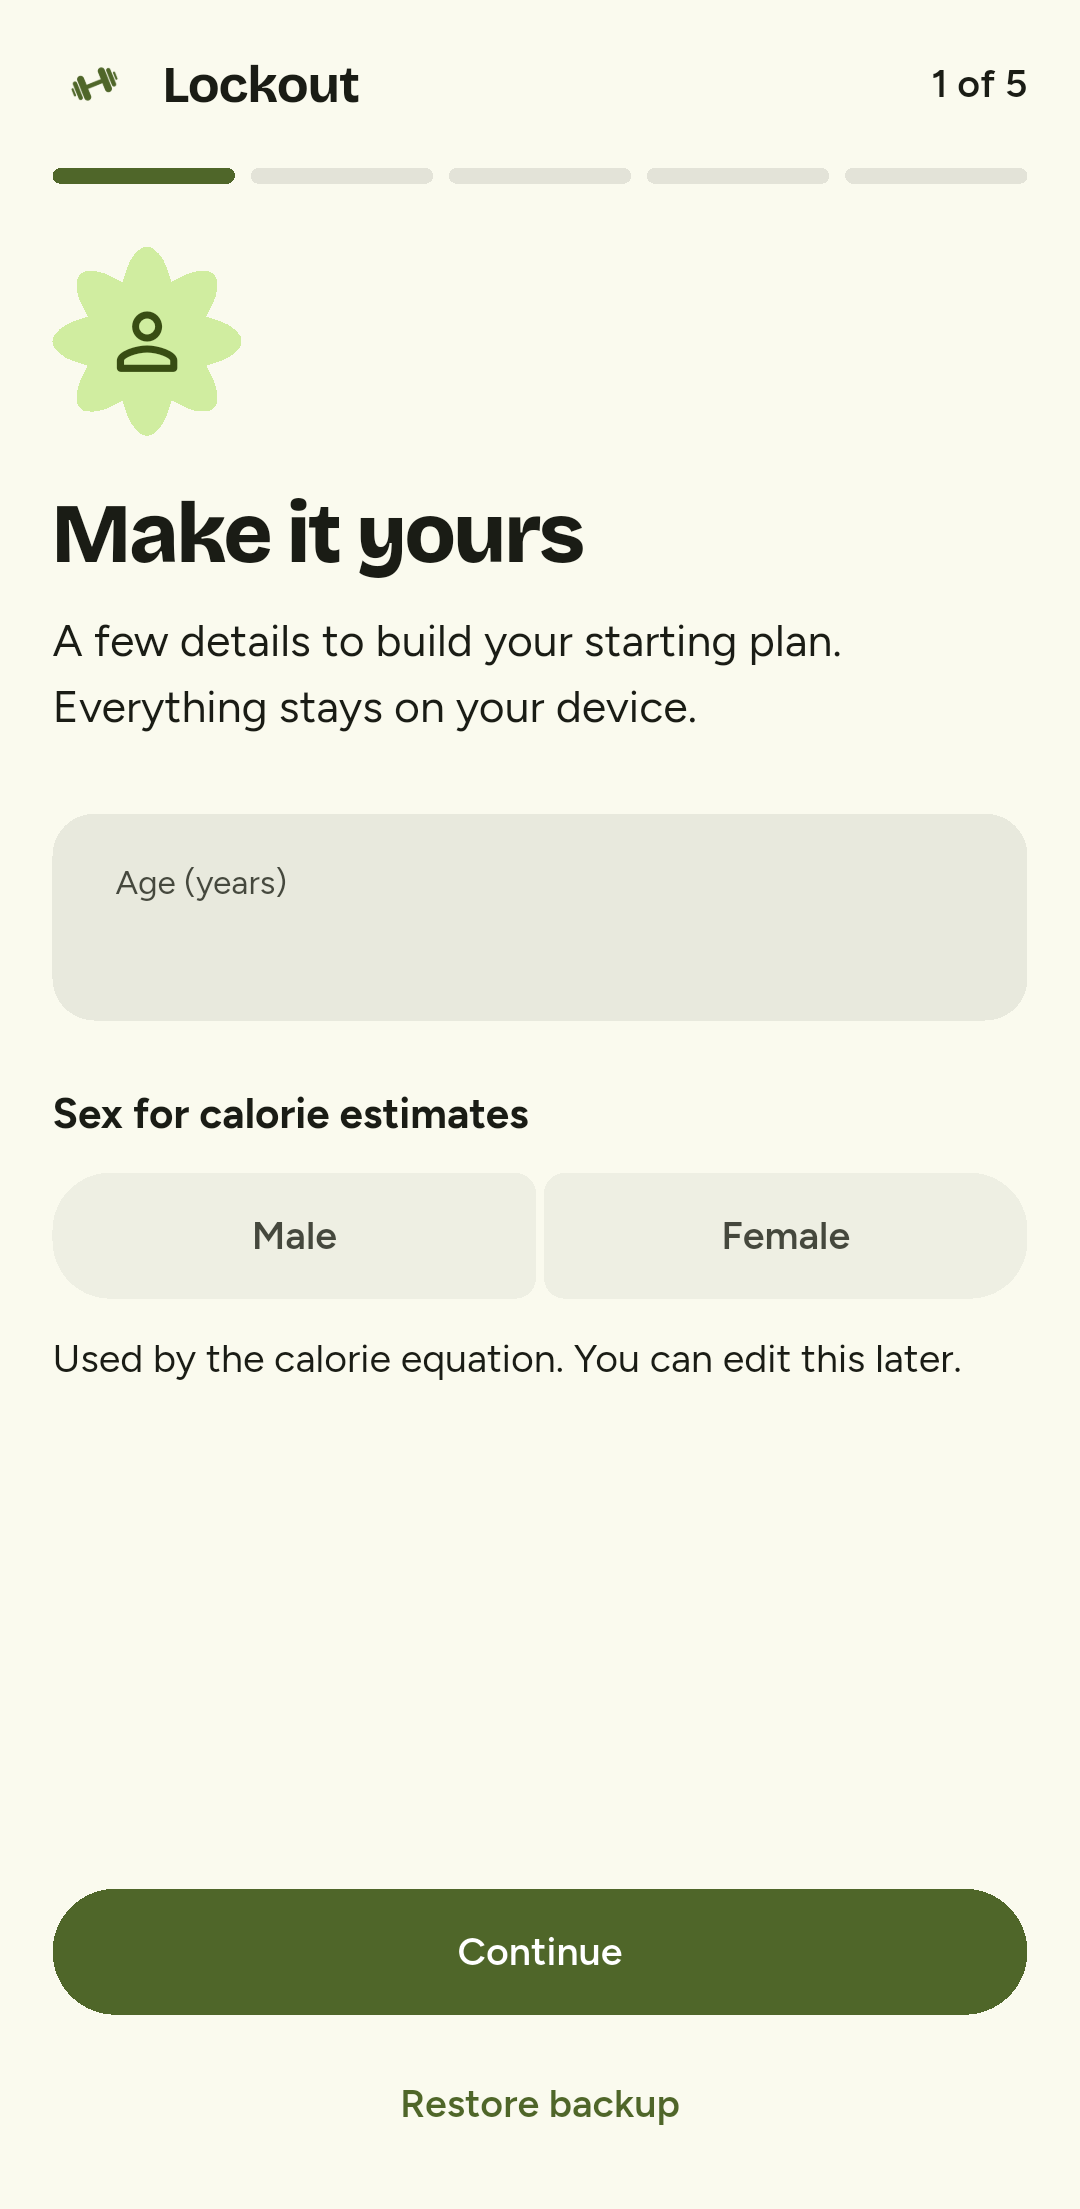 Lockout
1 of 5
Make it yours
A few details to build your starting plan.
Everything stays on your device.
Age (years)
Sex for calorie estimates
Male
Female
Used by the calorie equation. You can edit this later.
Continue
Restore backup